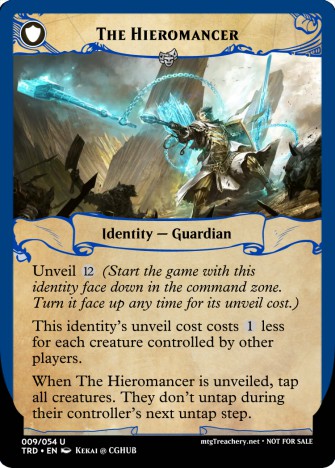 THE HIEROMANCER
Identity — Guardian
Unveil 12 (Start the game with this
identity face down in the command zone.
Turn it face up any time for its unveil cost.)
This identity's unveil cost costs 1 less
for each creature controlled by other
players.
When The Hieromancer is unveiled, tap
all creatures. They don't untap during
their controller's next untap step.
009/054 U
TRD • EN KEKAI @ CGHUB
mtgTreachery.net • NOT FOR SALE